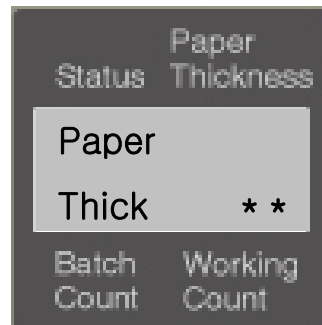 Paper
Status Thickness
Paper
Thick * *
Batch Working
Count Count